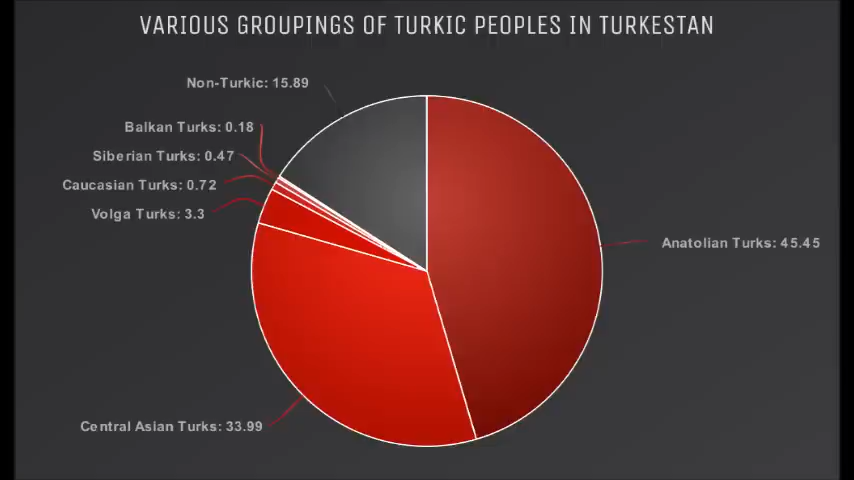 VARIOUS GROUPINGS OF TURKIC PEOPLES IN TURKESTAN
Non-Turkic: 15.89
Balkan Turks: 0.18
Siberian Turks: 0.47
Caucasian Turks: 0.72
Volga Turks: 3.3
Anatolian Turks: 45.45
Central Asian Turks: 33.99